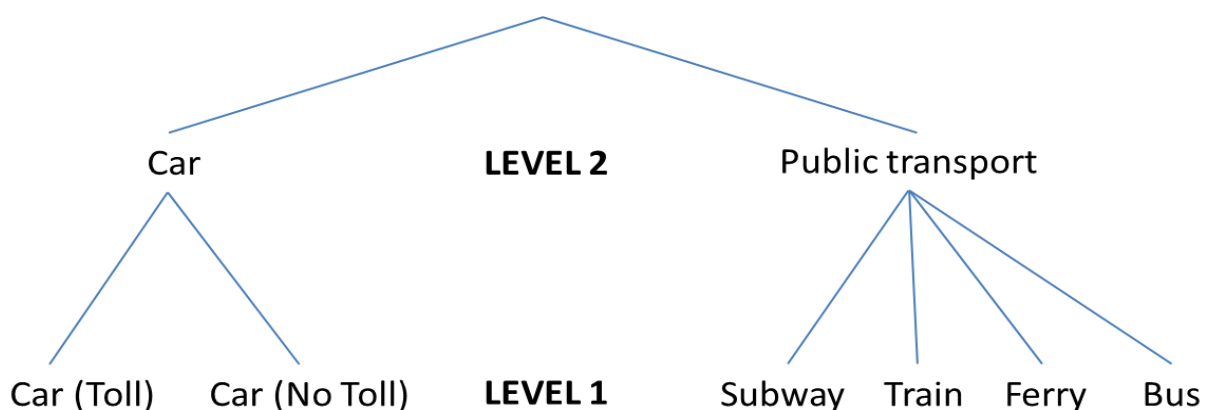 Car LEVEL 2 Public transport
Car (Toll) Car (No Toll) LEVEL 1 Subway Train Ferry Bus